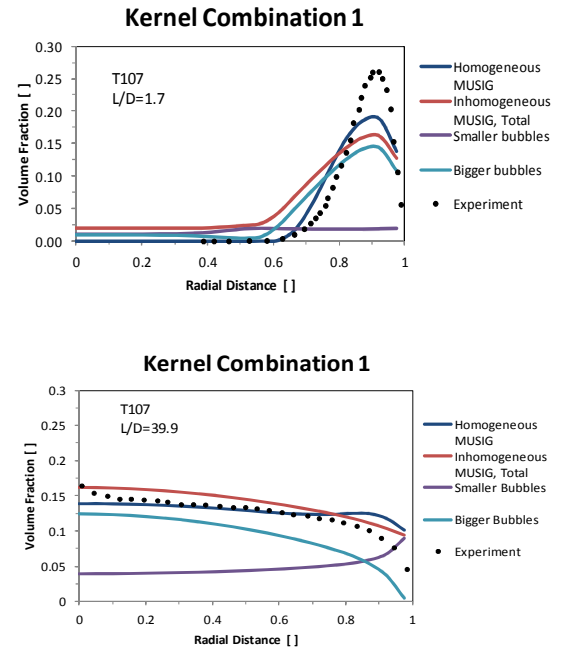 Kernel Combination 1
0.30
0.25
0.20
0.15
0.10
0.05
0.00
Volume Fraction [ ]
T107
L/D=1.7
0 0.2 0.4 0.6 0.8 1
Radial Distance [ ]
Homogeneous
MUSIG
Inhomogeneous
MUSIG, Total
Smaller bubbles
Bigger bubbles
Experiment
Kernel Combination 1
0.3
0.25
0.2
0.15
0.1
0.05
0
Volume Fraction [ ]
T107
L/D=39.9
0 0.2 0.4 0.6 0.8 1
Radial Distance [ ]
Homogeneous
MUSIG
Inhomogeneous
MUSIG, Total
Smaller Bubbles
Bigger Bubbles
Experiment